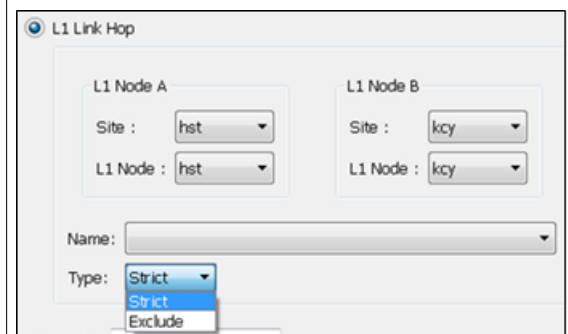 L1 Link Hop
L1 Node A
Site : hst
L1 Node : hst
L1 Node B
Site : kcy
L1 Node : kcy
Name:
Type: Strict
Strict
Exclude